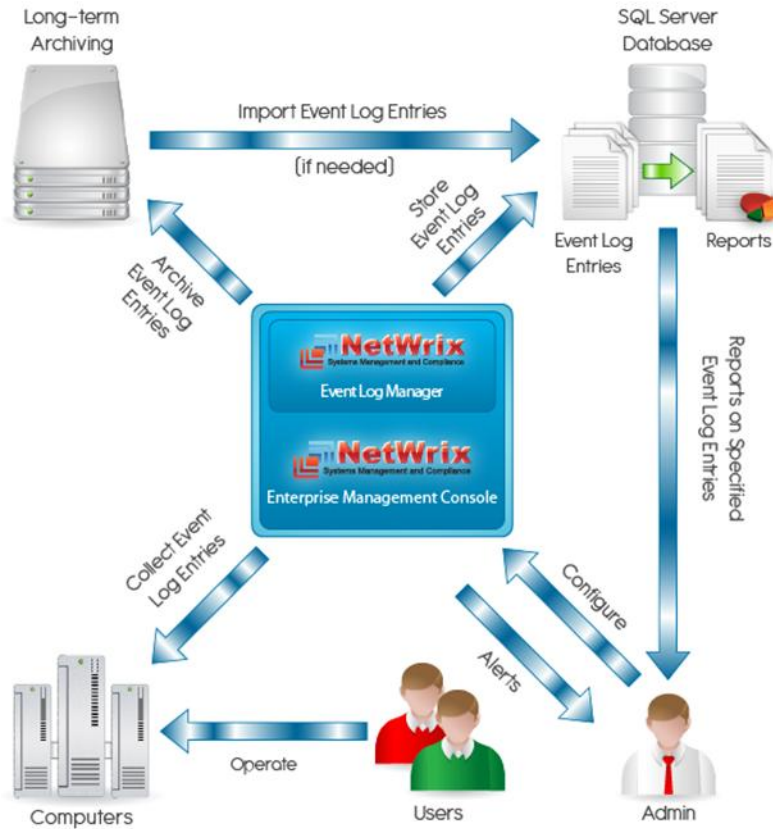 Long-term
Archiving
SQL Server
Database
Import Event Log Entries
(if needed)
Store
Event Log
Entries
Archive
Event Log
Entries
Event Log
Entries
Reports
NetWrix
Systems Management and Compliance
Event Log Manager
NetWrix
Systems Management and Compliance
Enterprise Management Console
Reports on Specified
Event Log Entries
Collect Event
Log Entries
Configure
Alerts
Operate
Computers
Users
Admin